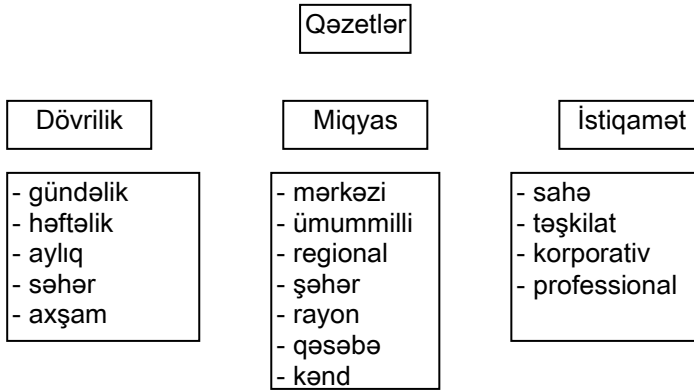 Qəzetlər
Dövrilik
Miqyas
İstiqamət
- gündəlik
- həftəlik
- aylıq
- səhər
- axşam
- mərkəzi
- ümummilli
- regional
- şəhər
- rayon
- qəsəbə
- kənd
- sahə
- təşkilat
- korporativ
- professional